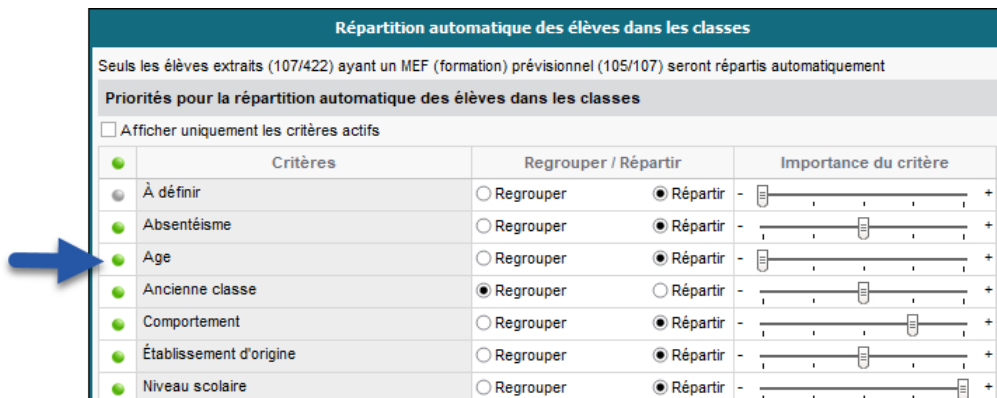 Répartition automatique des élèves dans les classes
Seuls les élèves extraits (107/422) ayant un MEF (formation) prévisionnel (105/107) seront répartis automatiquement
Priorités pour la répartition automatique des élèves dans les classes
Afficher uniquement les critères actifs
Critères Regrouper / Répartir Importance du critère
À définir Regrouper Répartir - +
Absentéisme Regrouper Répartir - +
Age Regrouper Répartir - +
Ancienne classe Regrouper Répartir - +
Comportement Regrouper Répartir - +
Établissement d'origine Regrouper Répartir - +
Niveau scolaire Regrouper Répartir - +